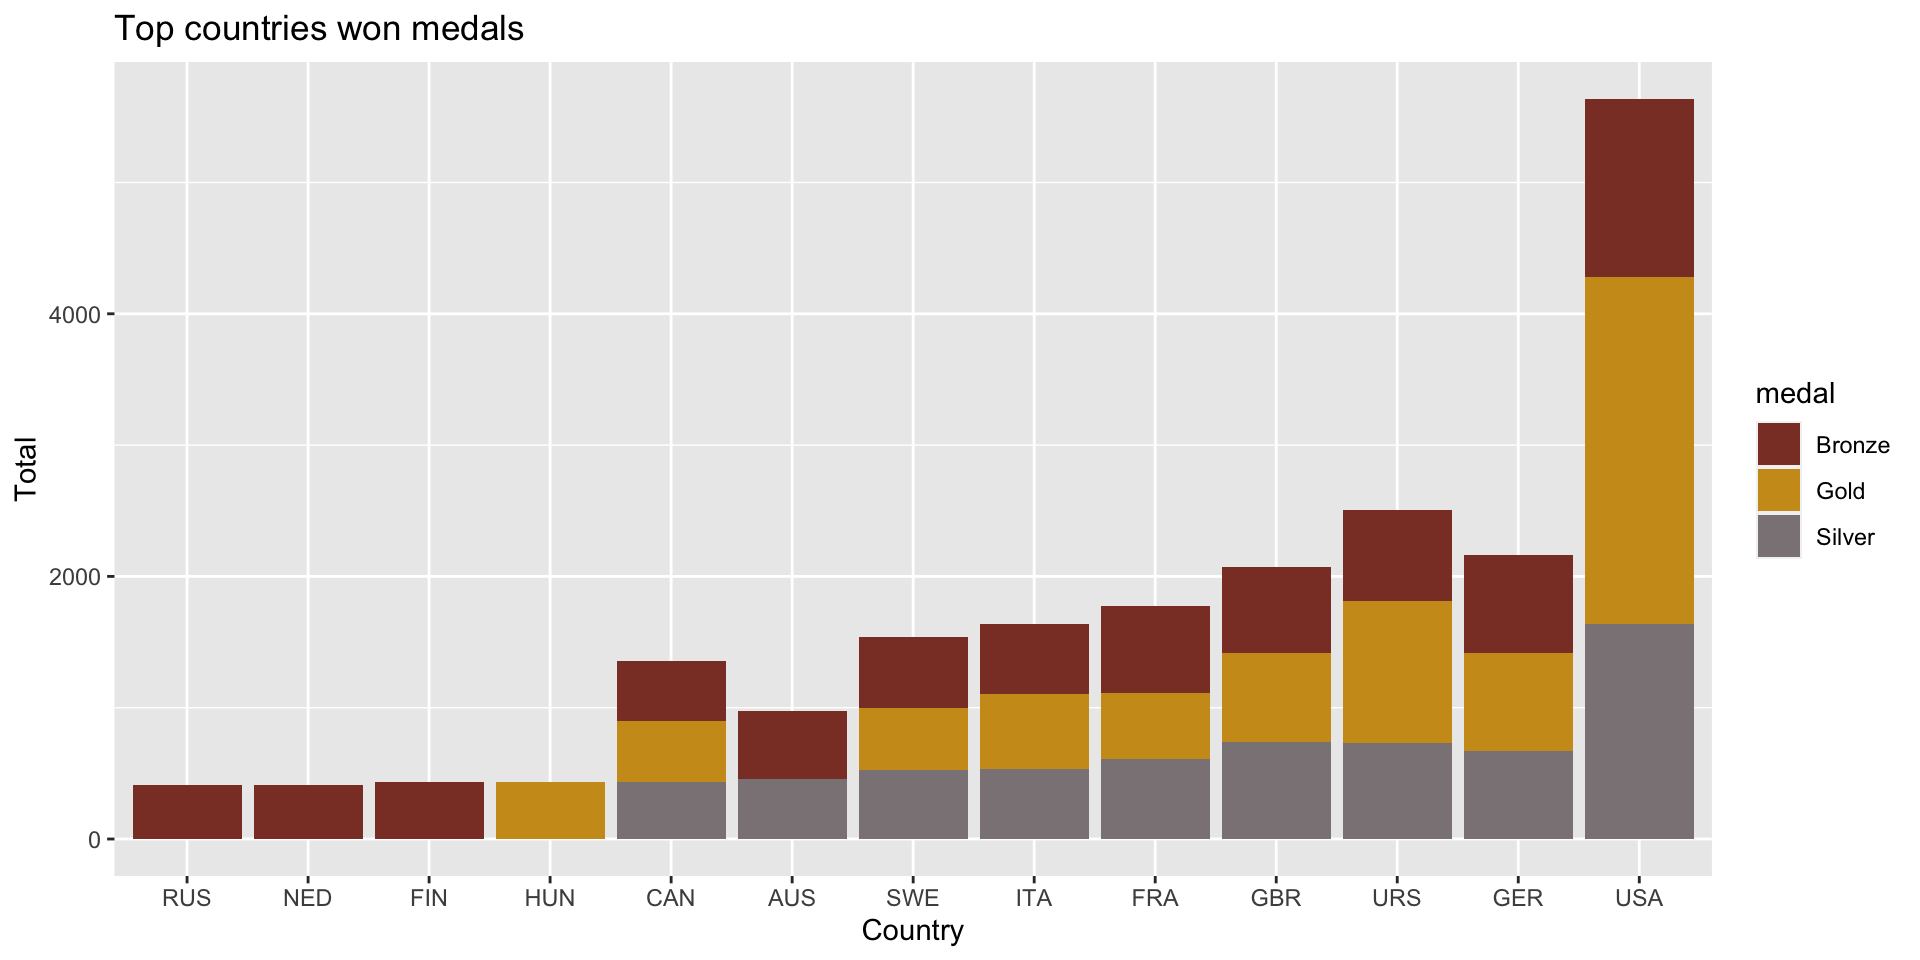 Top countries won medals
Total
4000
2000
0
RUS NED FIN HUN CAN AUS SWE ITA FRA GBR URS GER USA
Country
medal
Bronze
Gold
Silver